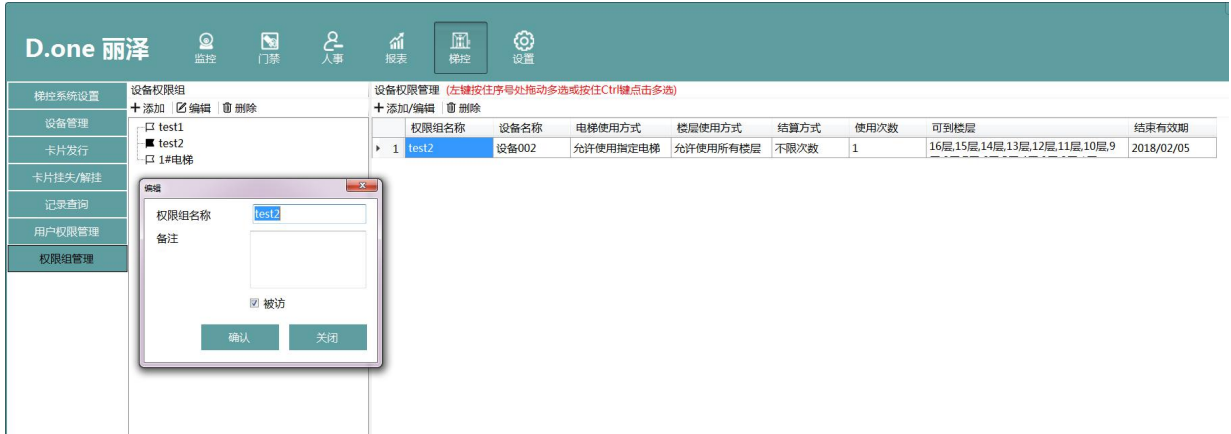 D.one 丽泽
监控
门禁
人事
报表
梯控
设置
梯控系统设置
设备管理
卡片发行
卡片挂失/解挂
记录查询
用户权限管理
权限组管理
设备权限组
添加 编辑 删除
test1
test2
1#电梯
设备权限管理 (左键按住序号处拖动多选或按住Ctrl键点击多选)
添加/编辑 删除
权限组名称 设备名称 电梯使用方式 楼层使用方式 结算方式 使用次数 可到楼层 结束有效期
1 test2 设备002 允许使用指定电梯 允许使用所有楼层 不限次数 1 16层,15层,14层,13层,12层,11层,10层,9 2018/02/05
编辑
权限组名称 test2
备注
被访
确认 关闭